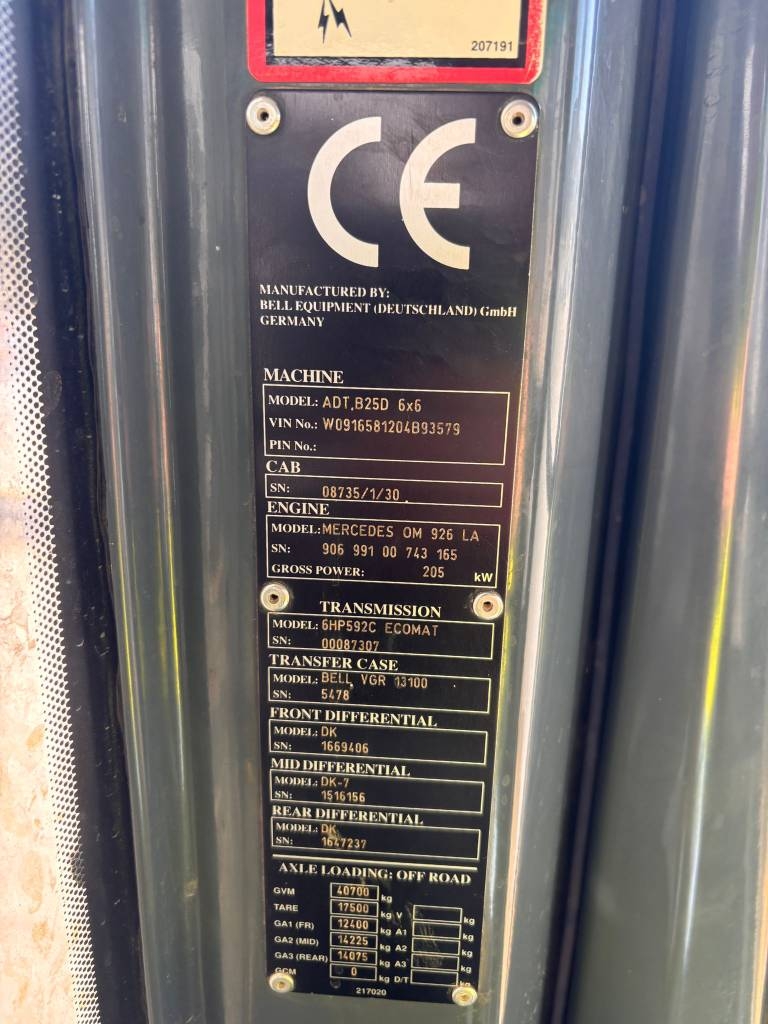 207191
CE
MANUFACTURED BY:
BELL EQUIPMENT (DEUTSCHLAND) GmbH
GERMANY
MACHINE
MODEL: ADT,B25D 6x6
VIN No.: W0916581204B93579
PIN No.:
CAB
SN: 08735/1/30
ENGINE
MODEL: MERCEDES OM 926 LA
SN: 906 991 00 743 165
GROSS POWER: 205 kW
TRANSMISSION
MODEL: 6HP592C ECOMAT
SN: 00087307
TRANSFER CASE
MODEL: BELL VGR 13100
SN: 5478
FRONT DIFFERENTIAL
MODEL: DK
SN: 1669406
MID DIFFERENTIAL
MODEL: DK-7
SN: 1516156
REAR DIFFERENTIAL
MODEL: DK
SN: 1647237
AXLE LOADING: OFF ROAD
GVM 40700 kg
TARE 17500 kg V kg
GA1 (FR) 12400 kg A1 kg
GA2 (MID) 14225 kg A2 kg
GA3 (REAR) 14075 kg A3 kg
GCM 0 kg D/T kg
217020